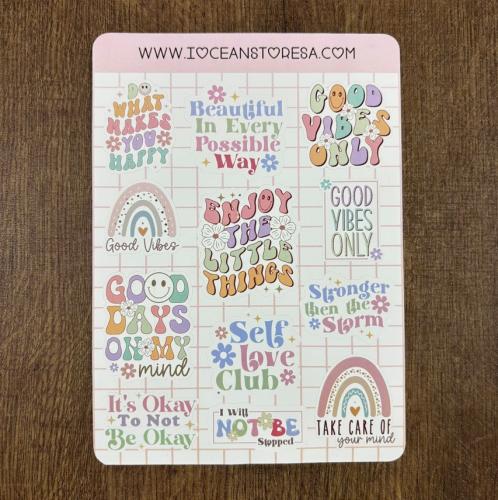 WWW.IOCEANSTORESA.COM
DO
WHAT
MAKES
YOU
HAPPY
Beautiful
In Every
Possible
Way
GOOD
VIBES
ONLY
Good Vibes
ENJOY
THE
LITTLE
THINGS
GOOD
VIBES
ONLY
GOOD
DAYS
ON MY
mind
Self
love
Club
Stronger
then the
Storm
It's Okay
To Not
Be Okay
I Will
NOT BE
Stopped
TAKE CARE OF
your mind